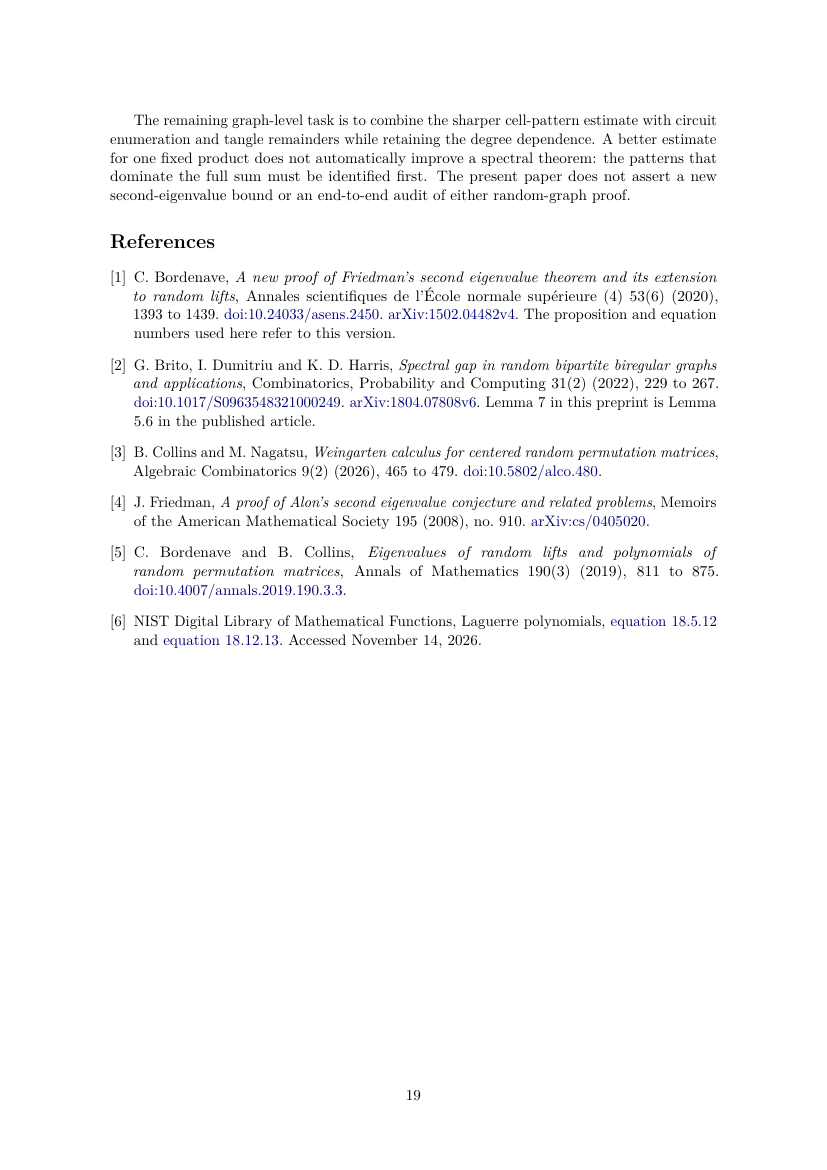 The remaining graph-level task is to combine the sharper cell-pattern estimate with circuit
enumeration and tangle remainders while retaining the degree dependence. A better estimate
for one fixed product does not automatically improve a spectral theorem: the patterns that
dominate the full sum must be identified first. The present paper does not assert a new
second-eigenvalue bound or an end-to-end audit of either random-graph proof.
References
[1] C. Bordenave, A new proof of Friedman's second eigenvalue theorem and its extension
to random lifts, Annales scientifiques de l'École normale supérieure (4) 53(6) (2020),
1393 to 1439. doi:10.24033/asens.2450. arXiv:1502.04482v4. The proposition and equation
numbers used here refer to this version.
[2] G. Brito, I. Dumitriu and K. D. Harris, Spectral gap in random bipartite biregular graphs
and applications, Combinatorics, Probability and Computing 31(2) (2022), 229 to 267.
doi:10.1017/S0963548321000249. arXiv:1804.07808v6. Lemma 7 in this preprint is Lemma
5.6 in the published article.
[3] B. Collins and M. Nagatsu, Weingarten calculus for centered random permutation matrices,
Algebraic Combinatorics 9(2) (2026), 465 to 479. doi:10.5802/alco.480.
[4] J. Friedman, A proof of Alon's second eigenvalue conjecture and related problems, Memoirs
of the American Mathematical Society 195 (2008), no. 910. arXiv:cs/0405020.
[5] C. Bordenave and B. Collins, Eigenvalues of random lifts and polynomials of
random permutation matrices, Annals of Mathematics 190(3) (2019), 811 to 875.
doi:10.4007/annals.2019.190.3.3.
[6] NIST Digital Library of Mathematical Functions, Laguerre polynomials, equation 18.5.12
and equation 18.12.13. Accessed November 14, 2026.
19